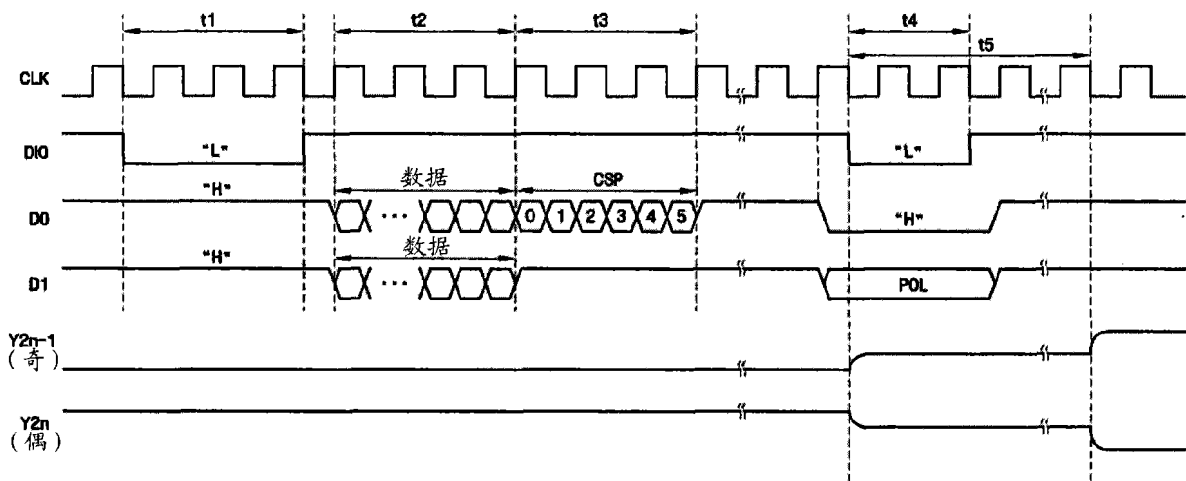 t1 t2 t3 t4
t5
CLK
DIO "L" "L"
数据 CSP
"H"
D0 ... 0 1 2 3 4 5 "H"
数据
"H"
D1 ... POL
Y2n-1
(奇)
Y2n
(偶)